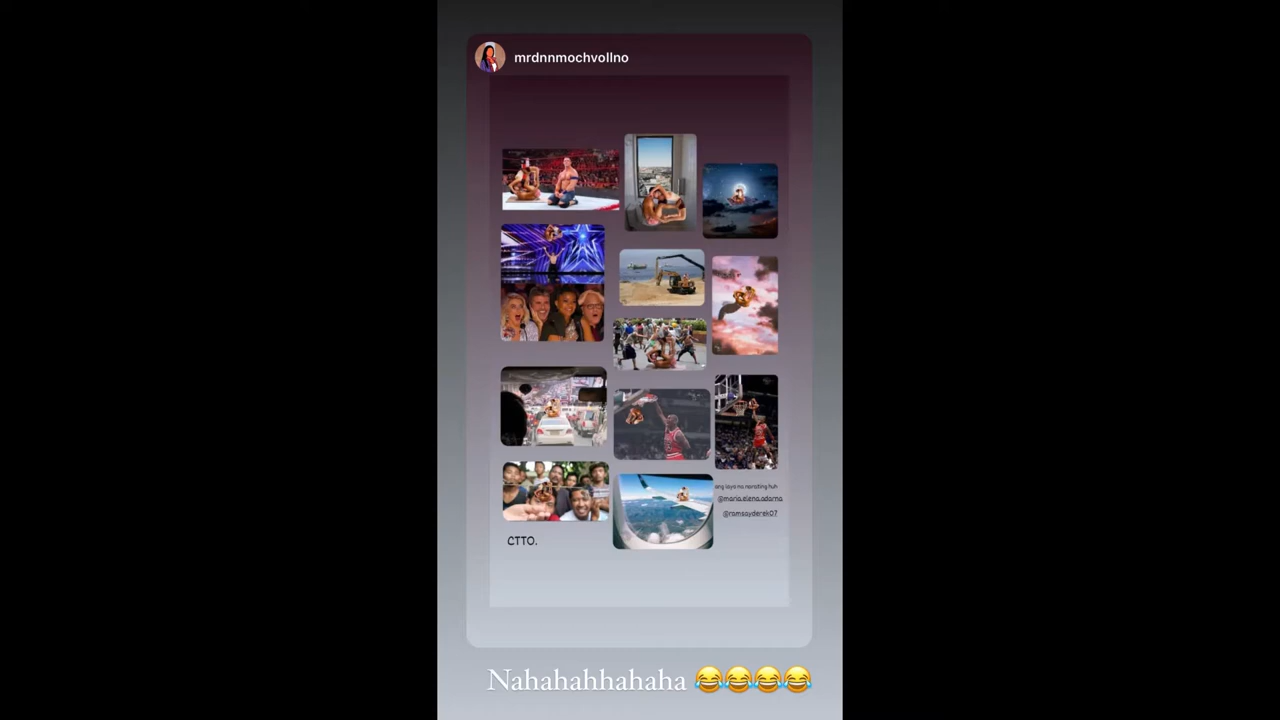 mrdnnmochvollno
ang layo na narating huh
@maria.elena.adarna
@ramsayderek07
CTTO.
Nahahahhahaha 😂😂😂😂